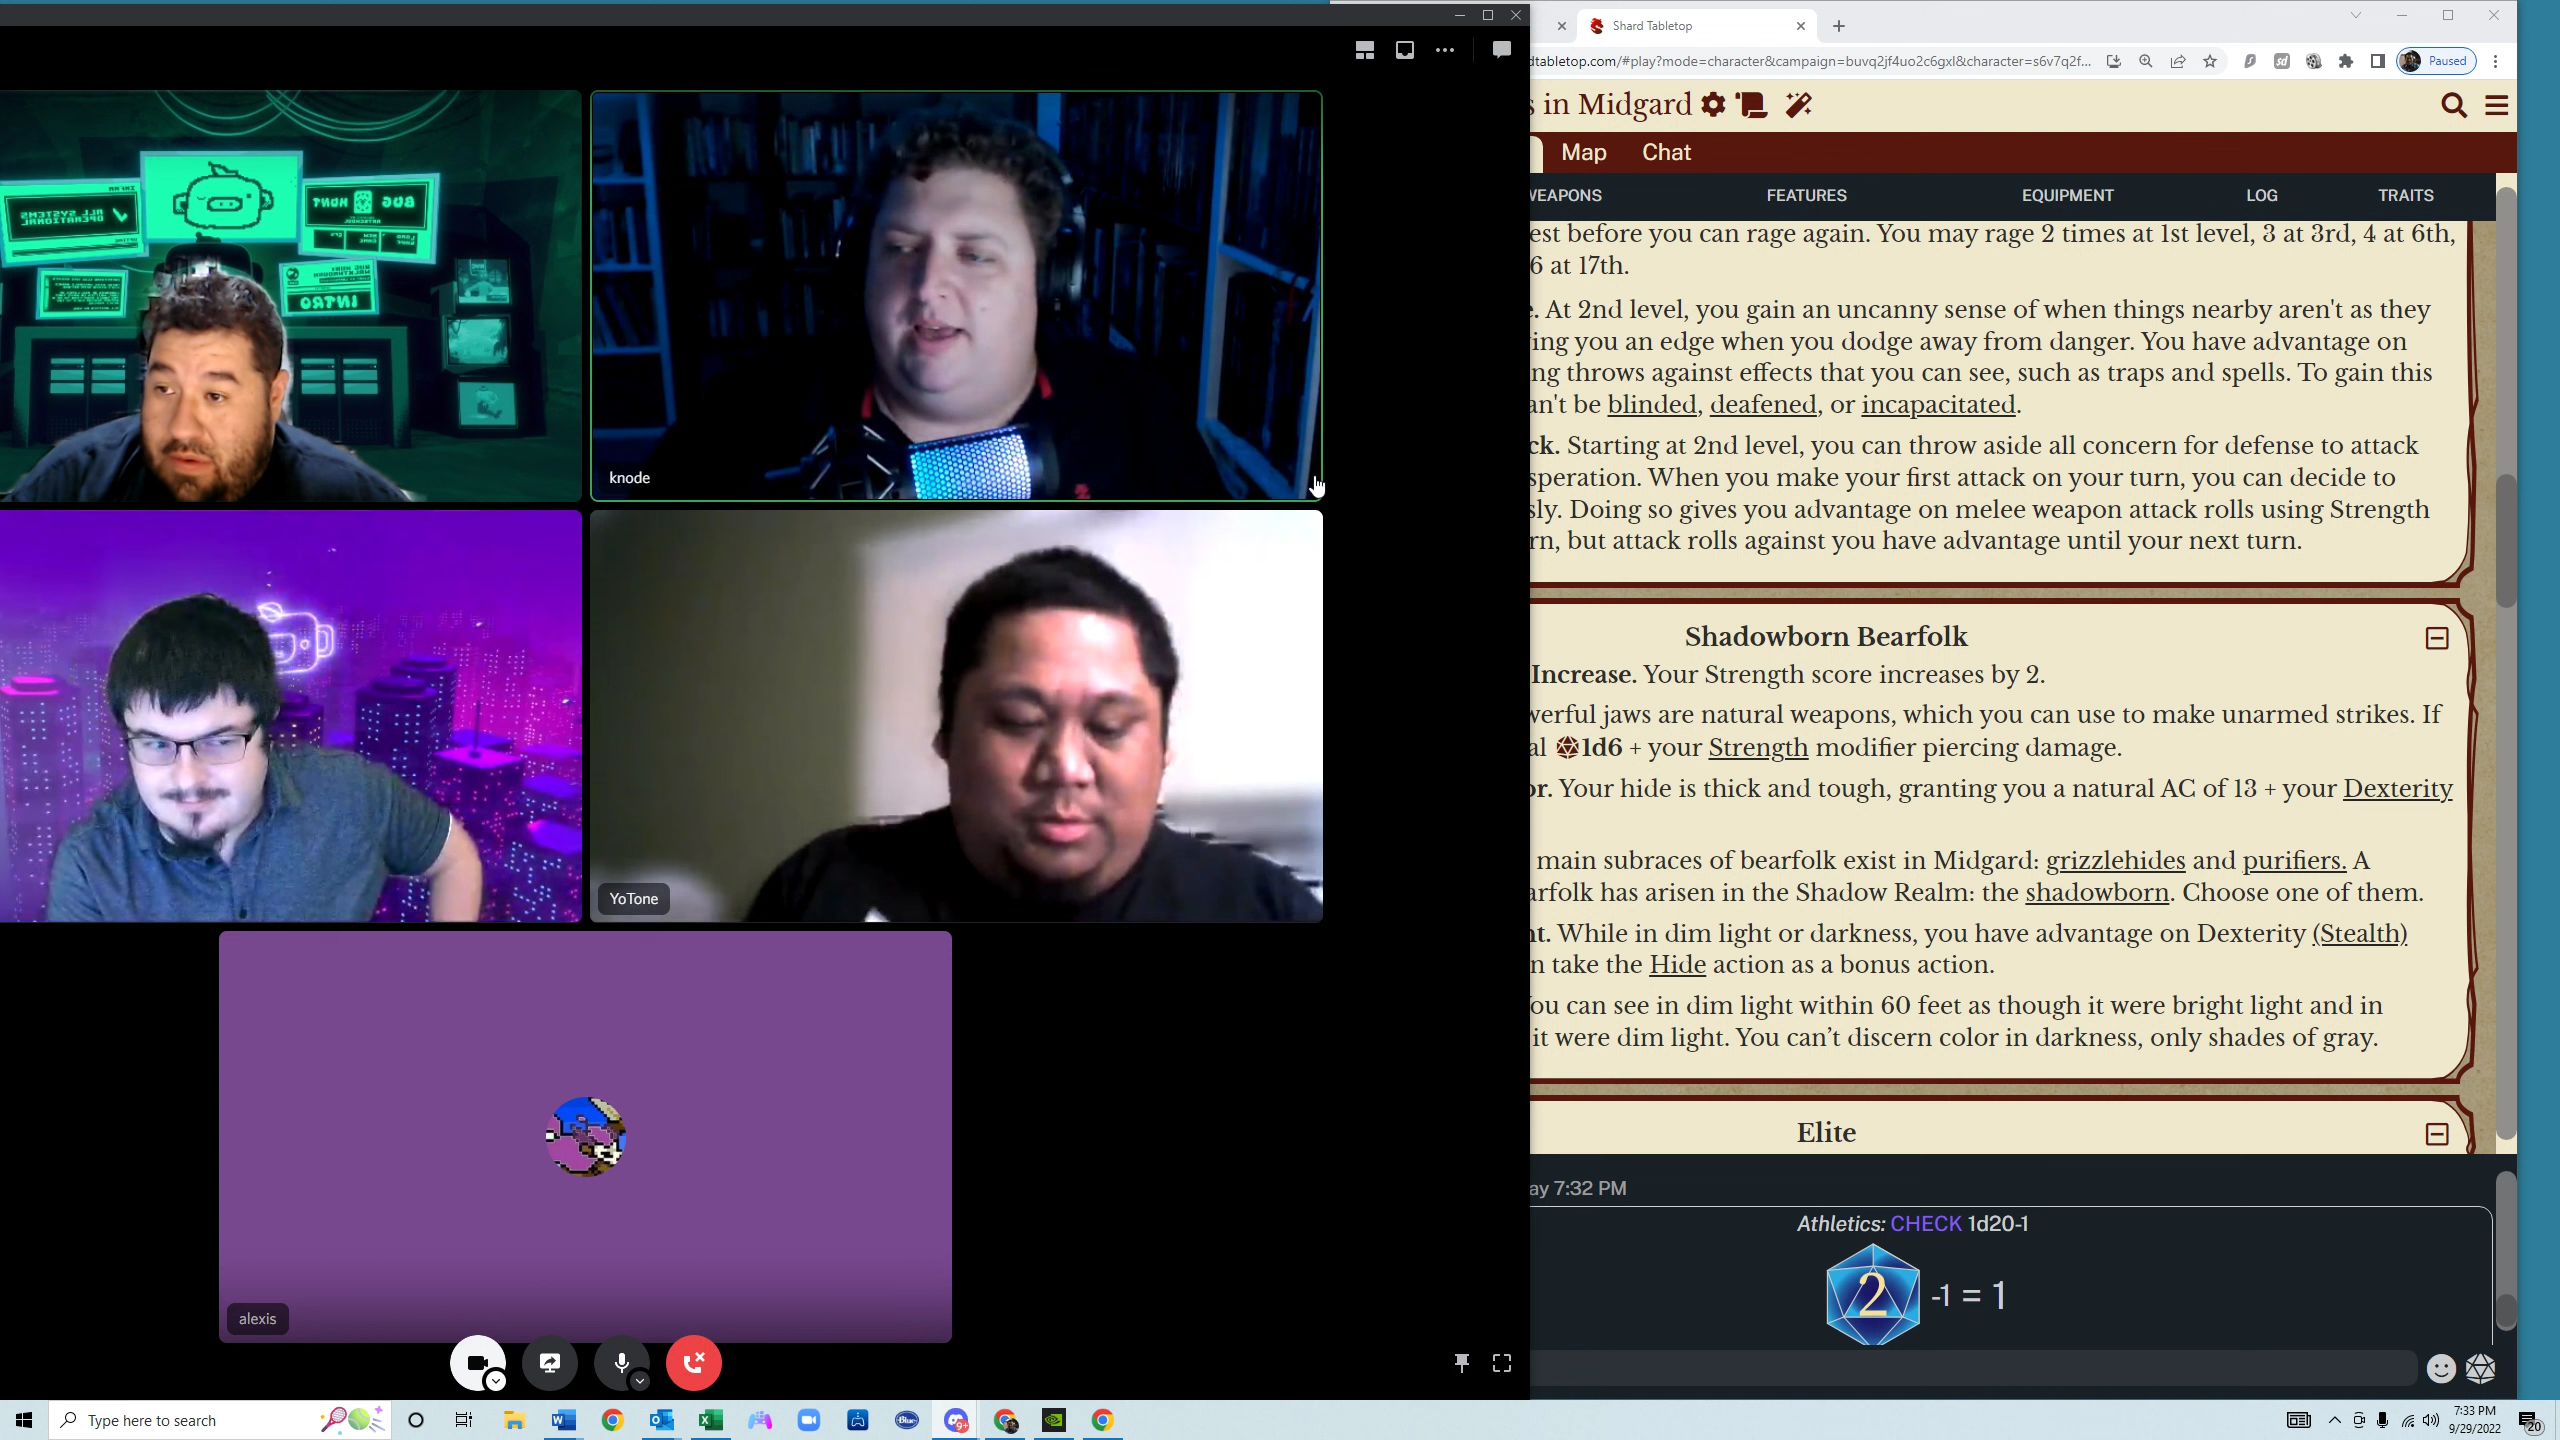 Shard Tabletop
dtabletop.com/#play?mode=character&campaign=buvq2jf4uo2c6gxl&character=s6v7q2f...
Paused
s in Midgard
Map Chat
WEAPONS FEATURES EQUIPMENT LOG TRAITS
est before you can rage again. You may rage 2 times at 1st level, 3 at 3rd, 4 at 6th,
6 at 17th.
e. At 2nd level, you gain an uncanny sense of when things nearby aren't as they
ing you an edge when you dodge away from danger. You have advantage on
ng throws against effects that you can see, such as traps and spells. To gain this
an't be blinded, deafened, or incapacitated.
ck. Starting at 2nd level, you can throw aside all concern for defense to attack
speration. When you make your first attack on your turn, you can decide to
sly. Doing so gives you advantage on melee weapon attack rolls using Strength
rn, but attack rolls against you have advantage until your next turn.
Shadowborn Bearfolk
Increase. Your Strength score increases by 2.
werful jaws are natural weapons, which you can use to make unarmed strikes. If
al 1d6 + your Strength modifier piercing damage.
or. Your hide is thick and tough, granting you a natural AC of 13 + your Dexterity
main subraces of bearfolk exist in Midgard: grizzlehides and purifiers. A
arfolk has arisen in the Shadow Realm: the shadowborn. Choose one of them.
nt. While in dim light or darkness, you have advantage on Dexterity (Stealth)
n take the Hide action as a bonus action.
You can see in dim light within 60 feet as though it were bright light and in
it were dim light. You can’t discern color in darkness, only shades of gray.
Elite
ay 7:32 PM
Athletics: CHECK 1d20-1
2 -1 = 1
ALL SYSTEMS
OPERATIONAL
BUG HUNT
INTRO
knode
YoTone
alexis
Type here to search
Blue
9+
7:33 PM
9/29/2022
20